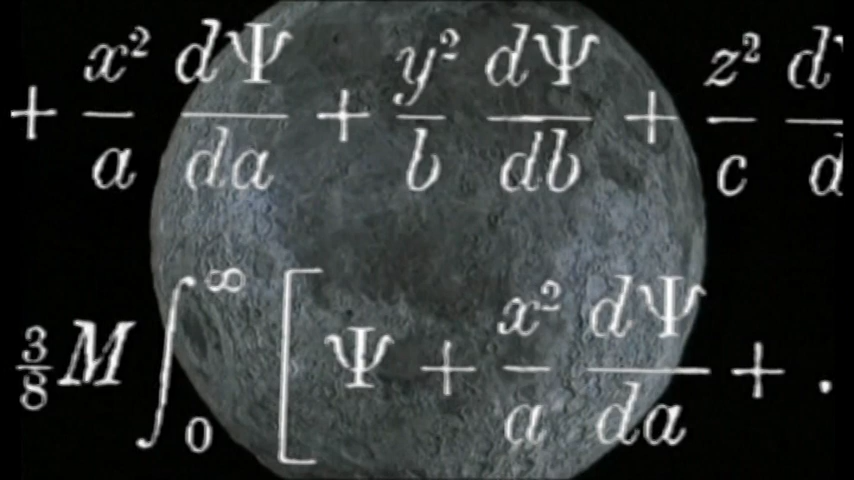 + x²/a dΨ/da + y²/b dΨ/db + z²/c d
3/8 M ∫₀^∞ [ Ψ + x²/a dΨ/da + .